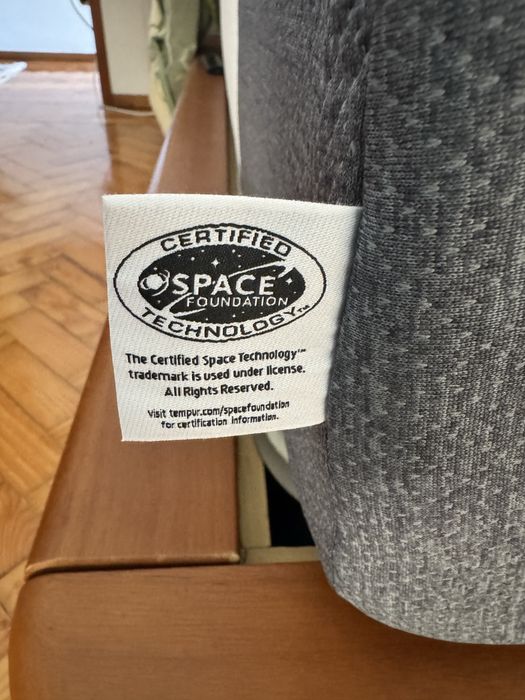 CERTIFIED
SPACE
FOUNDATION
TECHNOLOGY™
The Certified Space Technology™
trademark is used under license.
All Rights Reserved.
Visit tempur.com/spacefoundation
for certification information.